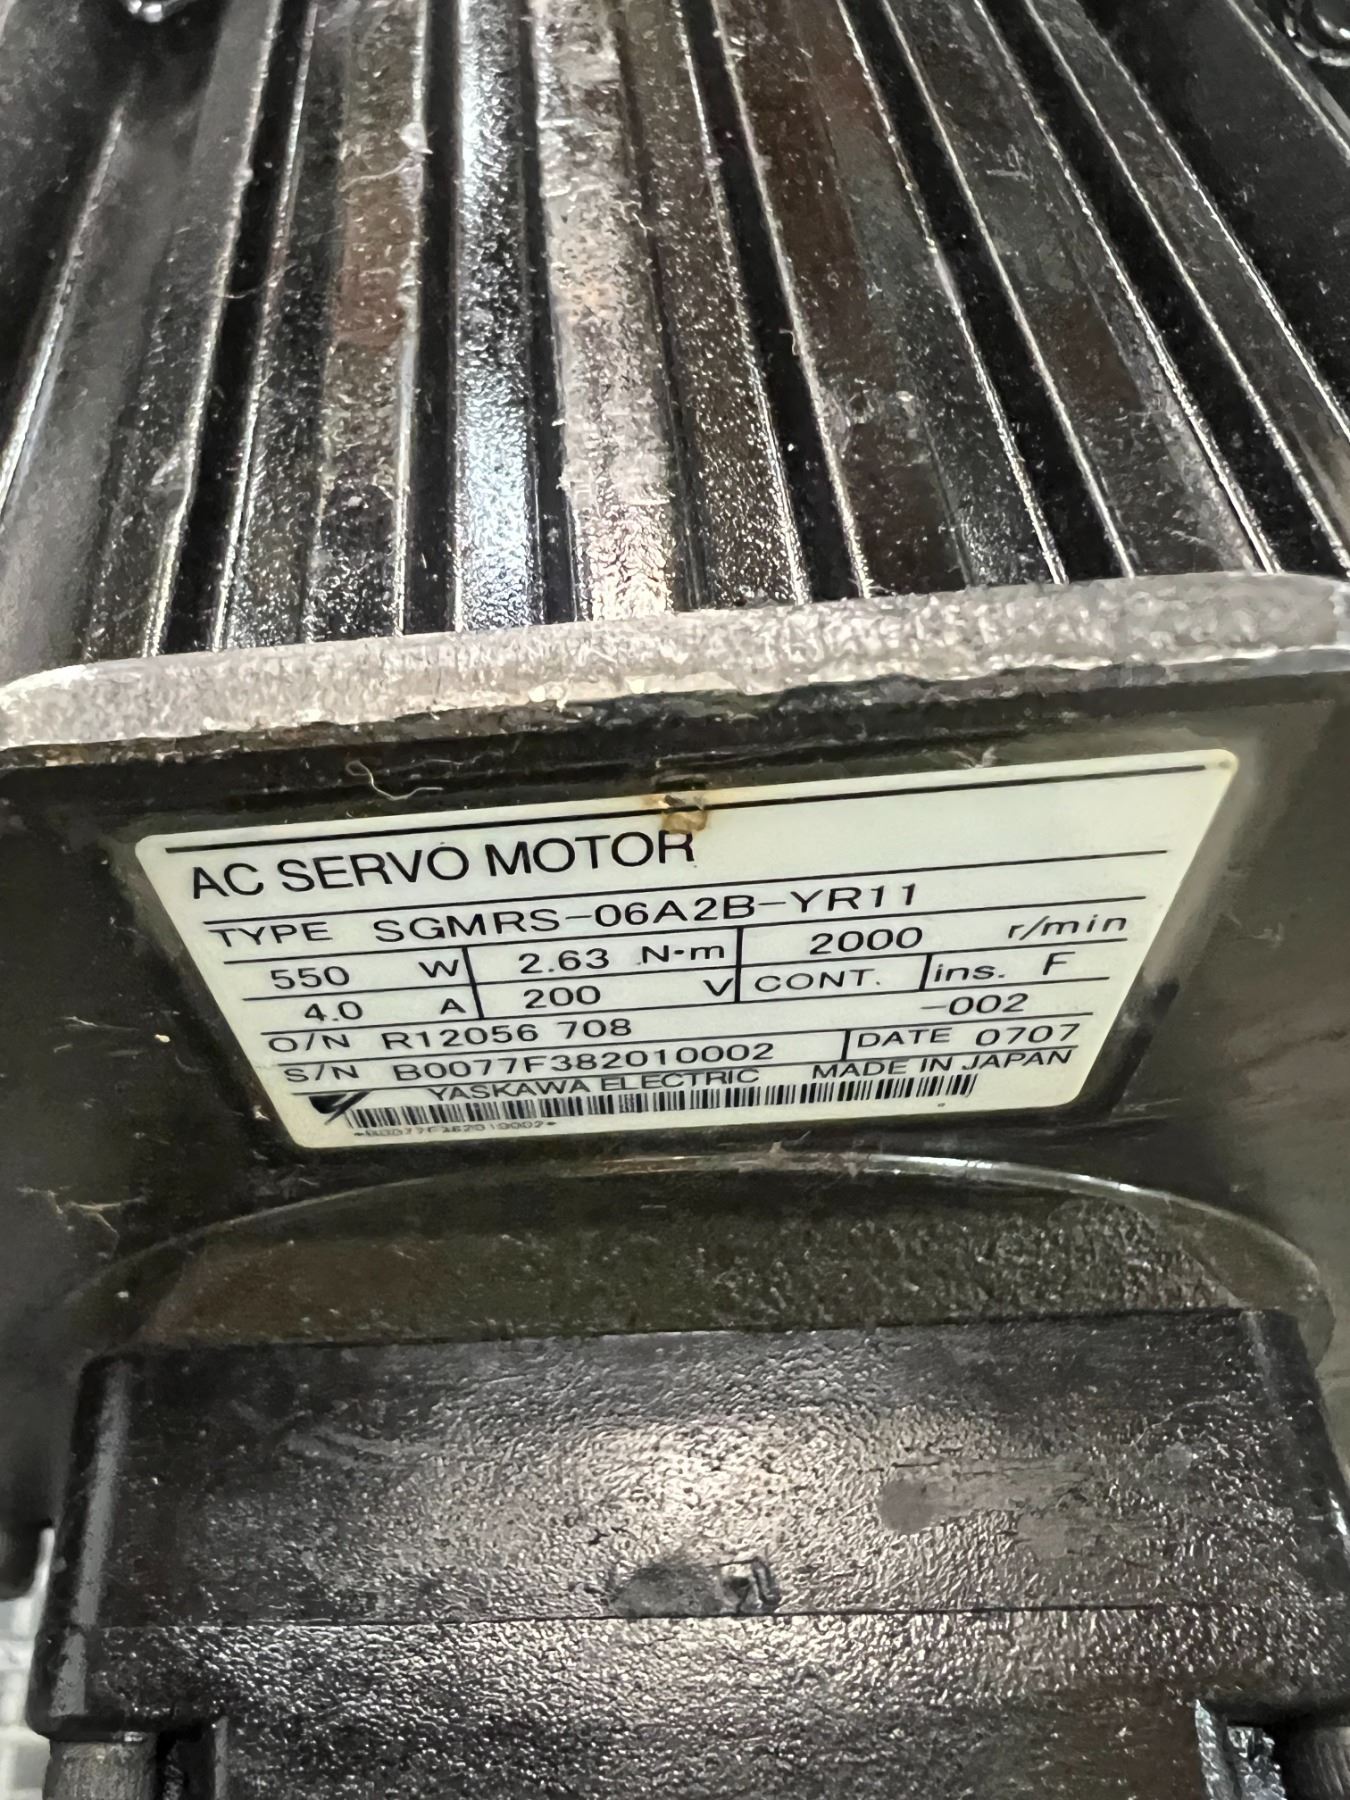 AC SERVO MOTOR
TYPE SGMRS-06A2B-YR11
550 W 2.63 N·m 2000 r/min
4.0 A 200 V CONT. ins. F
O/N R12056 708 -002
S/N B0077F382010002 DATE 0707
YASKAWA ELECTRIC MADE IN JAPAN
*B0077F382010002*